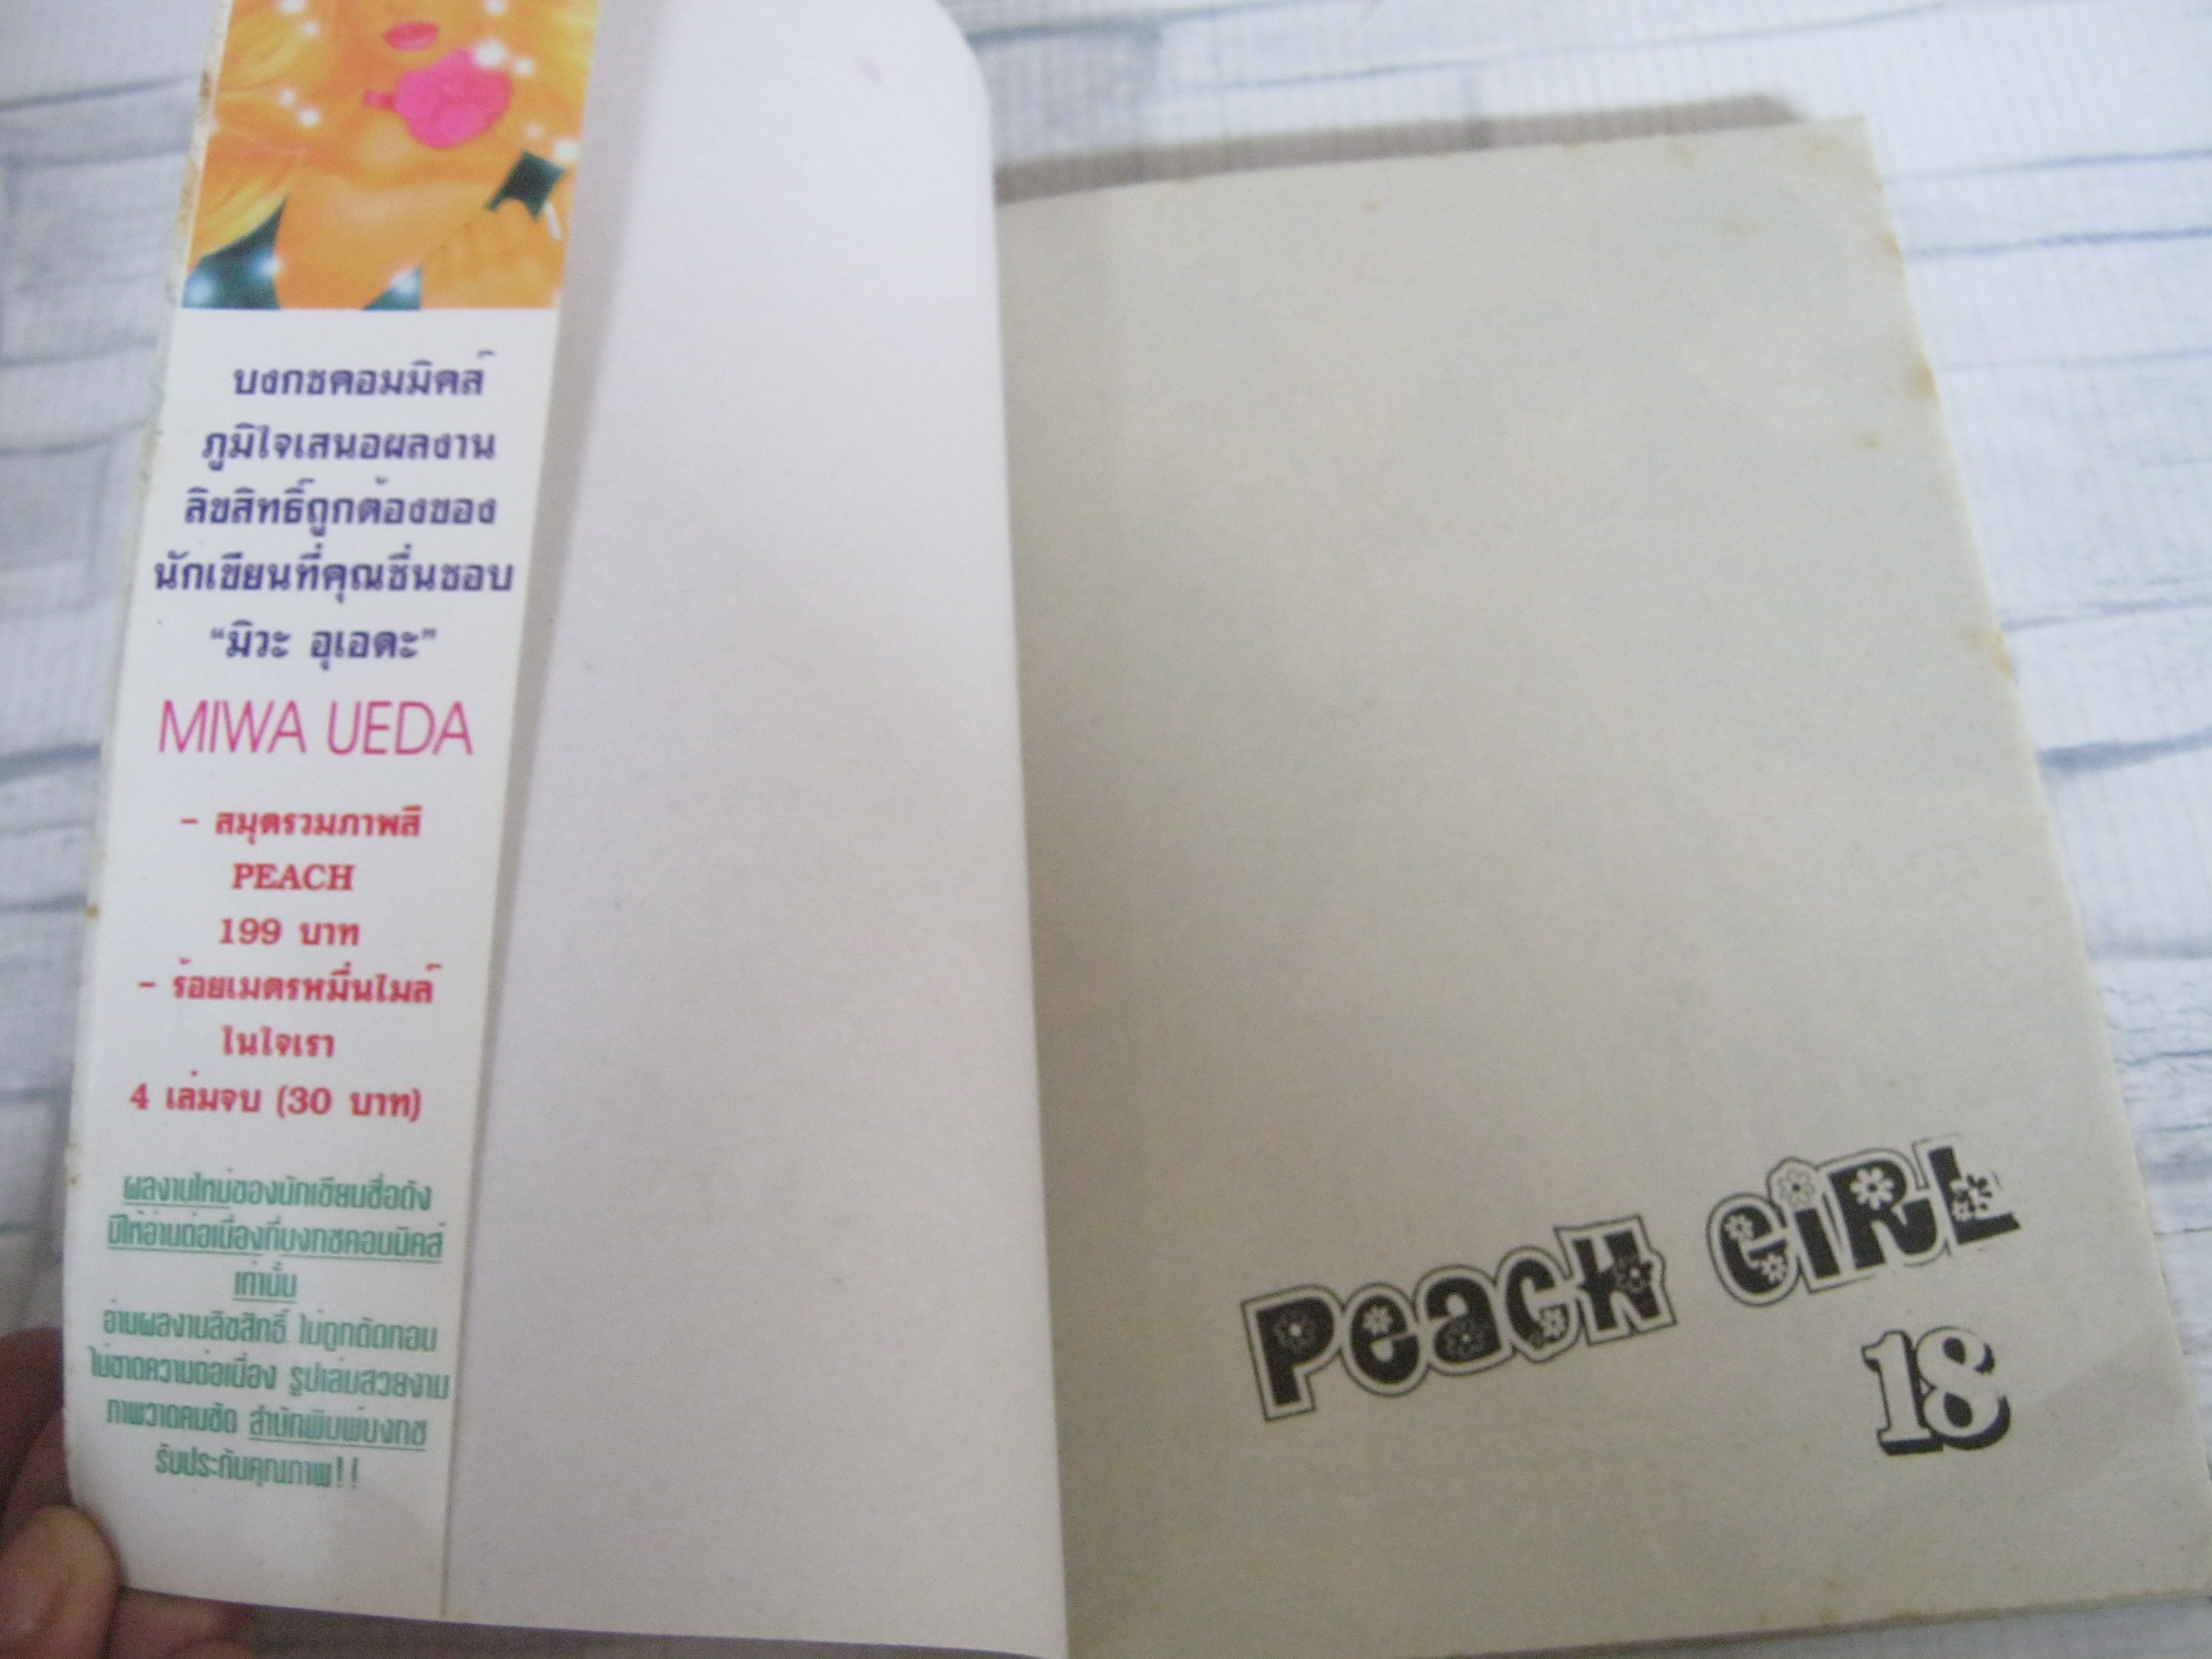 บงกชคอมมิคส์
ภูมิใจเสนอผลงาน
ลิขสิทธิ์ถูกต้องของ
นักเขียนที่คุณชื่นชอบ
“มิวะ อุเอดะ”
MIWA UEDA
- สมุดรวมภาพสี
PEACH
199 บาท
- ร้อยเมตรหมื่นไมล์
ในใจเรา
4 เล่มจบ (30 บาท)
ผลงานใหม่ของนักเขียนชื่อดัง
มีให้อ่านต่อเนื่องที่บงกชคอมมิคส์
เท่านั้น
อ่านผลงานลิขสิทธิ์ ไม่ถูกตัดทอน
ไม่ขาดความต่อเนื่อง รูปเล่มสวยงาม
ภาพวาดคมชัด สำนักพิมพ์บงกช
รับประกันคุณภาพ!!
PEACH GIRL
18